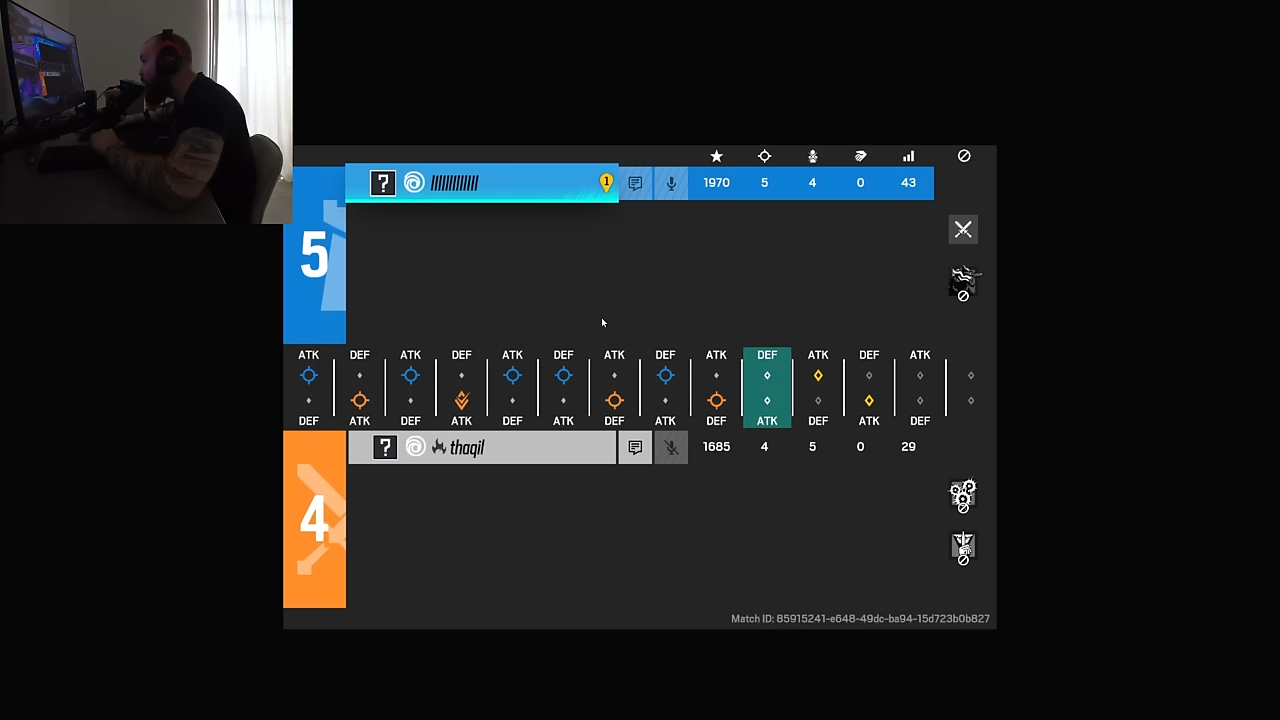 ? ||||||||||||| 1 1970 5 4 0 43
5
ATK DEF ATK DEF ATK DEF ATK DEF ATK DEF ATK DEF ATK
DEF ATK DEF ATK DEF ATK DEF ATK DEF ATK DEF ATK DEF
? thaqil 1685 4 5 0 29
4
Match ID: 85915241-e648-49dc-ba94-15d723b0b827